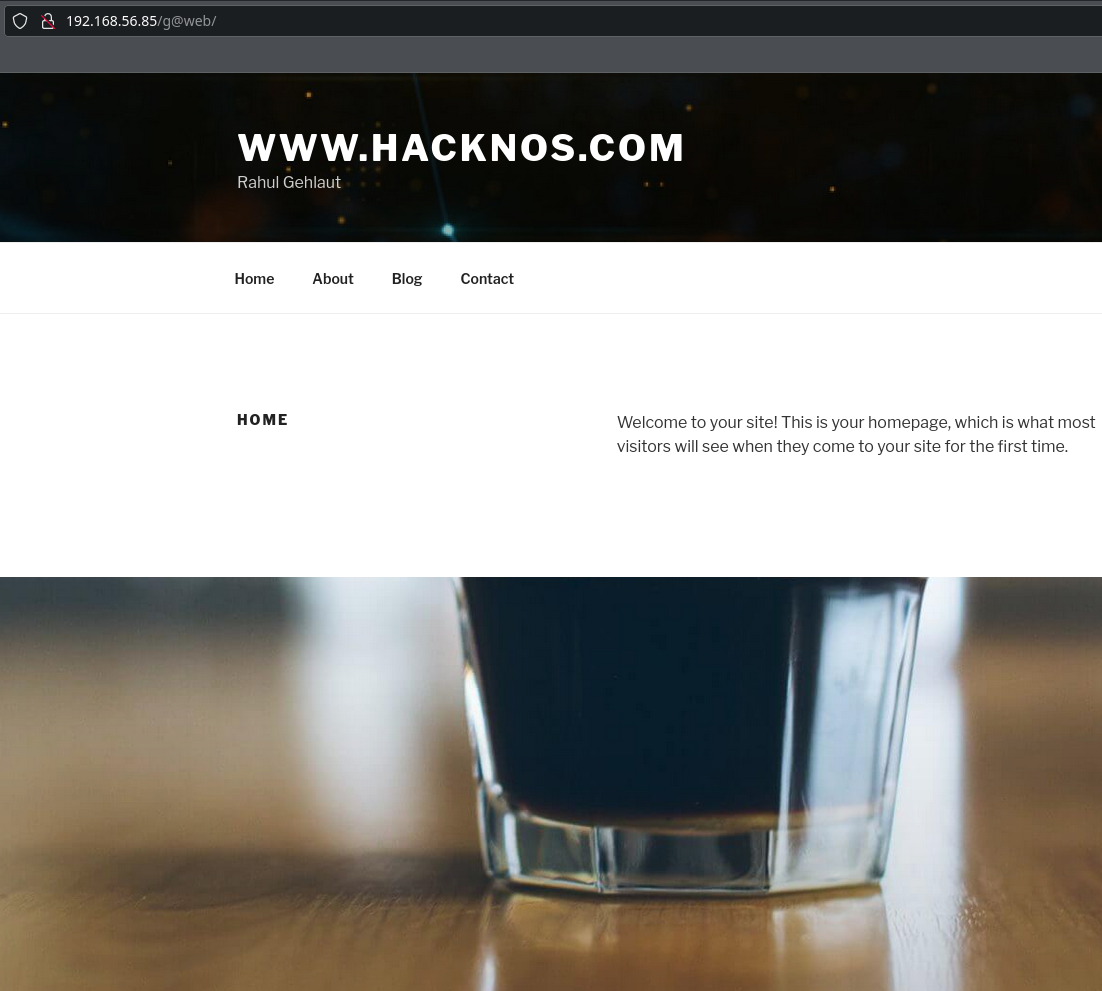 192.168.56.85/g@web/
WWW.HACKNOS.COM
Rahul Gehlaut
Home About Blog Contact
HOME
Welcome to your site! This is your homepage, which is what most
visitors will see when they come to your site for the first time.